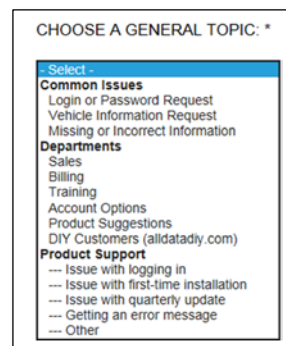 CHOOSE A GENERAL TOPIC: *
- Select -
Common Issues
Login or Password Request
Vehicle Information Request
Missing or Incorrect Information
Departments
Sales
Billing
Training
Account Options
Product Suggestions
DIY Customers (alldatadiy.com)
Product Support
--- Issue with logging in
--- Issue with first-time installation
--- Issue with quarterly update
--- Getting an error message
--- Other